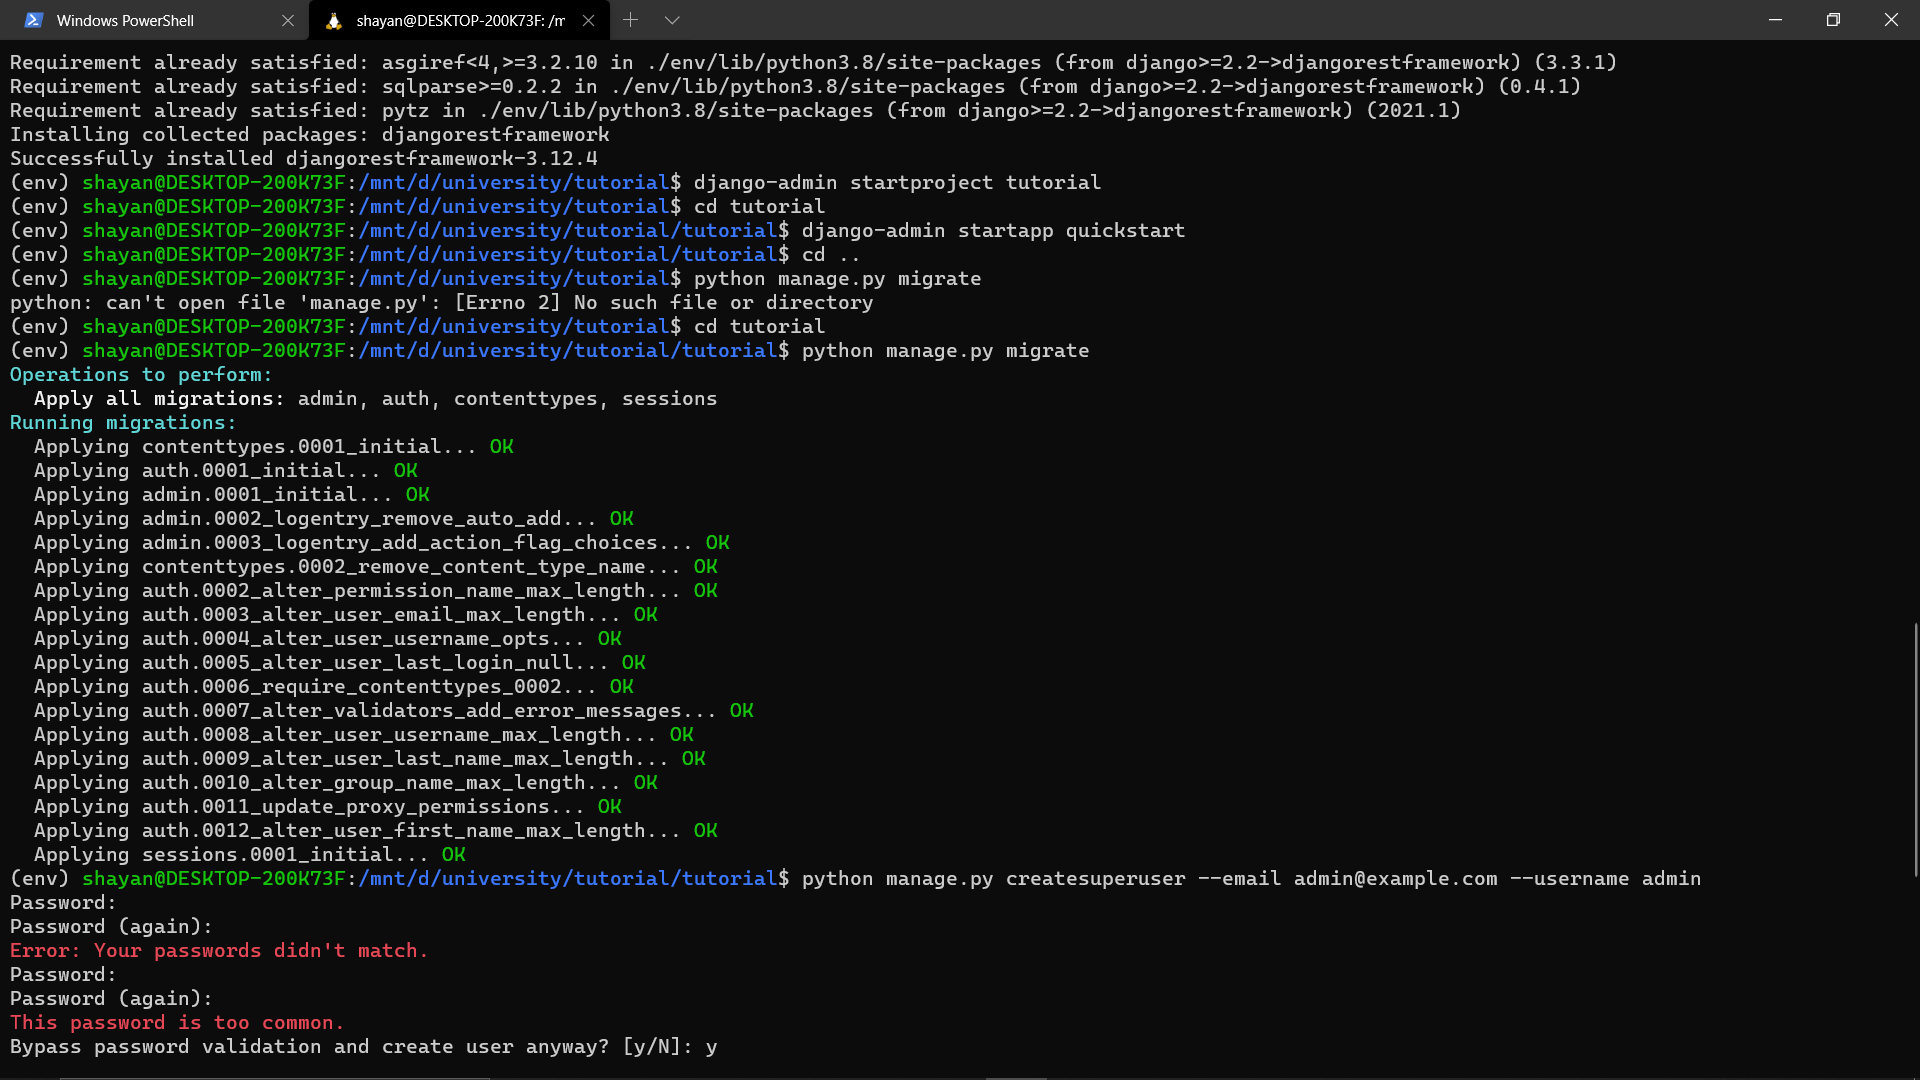 Windows PowerShell
shayan@DESKTOP-200K73F: /m
Requirement already satisfied: asgiref<4,>=3.2.10 in ./env/lib/python3.8/site-packages (from django>=2.2->djangorestframework) (3.3.1)
Requirement already satisfied: sqlparse>=0.2.2 in ./env/lib/python3.8/site-packages (from django>=2.2->djangorestframework) (0.4.1)
Requirement already satisfied: pytz in ./env/lib/python3.8/site-packages (from django>=2.2->djangorestframework) (2021.1)
Installing collected packages: djangorestframework
Successfully installed djangorestframework-3.12.4
(env) shayan@DESKTOP-200K73F:/mnt/d/university/tutorial$ django-admin startproject tutorial
(env) shayan@DESKTOP-200K73F:/mnt/d/university/tutorial$ cd tutorial
(env) shayan@DESKTOP-200K73F:/mnt/d/university/tutorial/tutorial$ django-admin startapp quickstart
(env) shayan@DESKTOP-200K73F:/mnt/d/university/tutorial/tutorial$ cd ..
(env) shayan@DESKTOP-200K73F:/mnt/d/university/tutorial$ python manage.py migrate
python: can't open file 'manage.py': [Errno 2] No such file or directory
(env) shayan@DESKTOP-200K73F:/mnt/d/university/tutorial$ cd tutorial
(env) shayan@DESKTOP-200K73F:/mnt/d/university/tutorial/tutorial$ python manage.py migrate
Operations to perform:
  Apply all migrations: admin, auth, contenttypes, sessions
Running migrations:
  Applying contenttypes.0001_initial... OK
  Applying auth.0001_initial... OK
  Applying admin.0001_initial... OK
  Applying admin.0002_logentry_remove_auto_add... OK
  Applying admin.0003_logentry_add_action_flag_choices... OK
  Applying contenttypes.0002_remove_content_type_name... OK
  Applying auth.0002_alter_permission_name_max_length... OK
  Applying auth.0003_alter_user_email_max_length... OK
  Applying auth.0004_alter_user_username_opts... OK
  Applying auth.0005_alter_user_last_login_null... OK
  Applying auth.0006_require_contenttypes_0002... OK
  Applying auth.0007_alter_validators_add_error_messages... OK
  Applying auth.0008_alter_user_username_max_length... OK
  Applying auth.0009_alter_user_last_name_max_length... OK
  Applying auth.0010_alter_group_name_max_length... OK
  Applying auth.0011_update_proxy_permissions... OK
  Applying auth.0012_alter_user_first_name_max_length... OK
  Applying sessions.0001_initial... OK
(env) shayan@DESKTOP-200K73F:/mnt/d/university/tutorial/tutorial$ python manage.py createsuperuser --email admin@example.com --username admin
Password:
Password (again):
Error: Your passwords didn't match.
Password:
Password (again):
This password is too common.
Bypass password validation and create user anyway? [y/N]: y